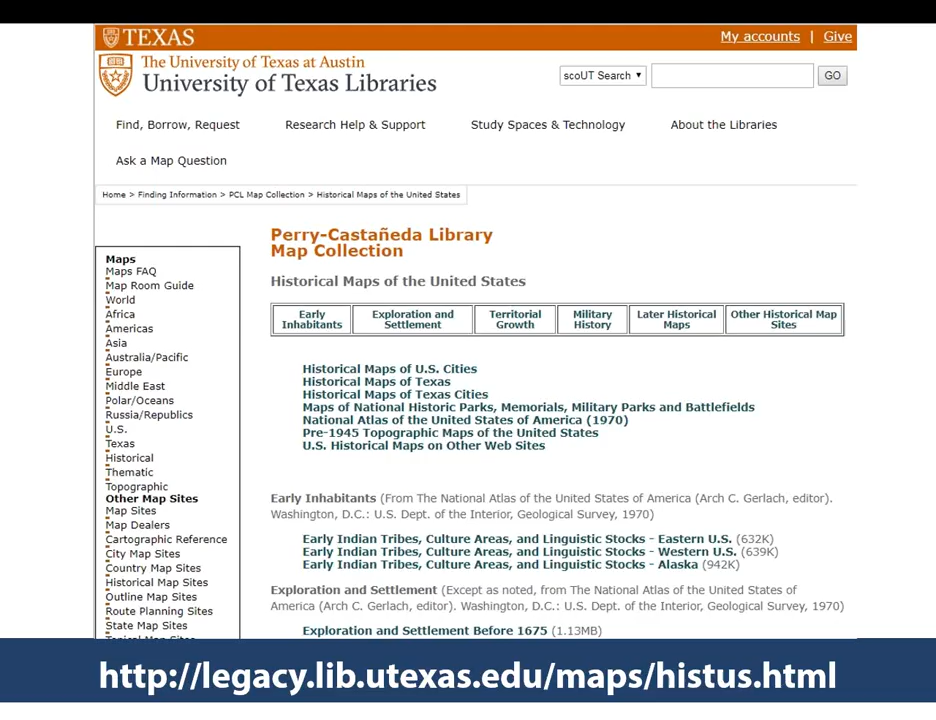 TEXAS
My accounts | Give
The University of Texas at Austin
University of Texas Libraries
scoUT Search ▼
GO
Find, Borrow, Request
Research Help & Support
Study Spaces & Technology
About the Libraries
Ask a Map Question
Home > Finding Information > PCL Map Collection > Historical Maps of the United States
Maps
Maps FAQ
Map Room Guide
World
Africa
Americas
Asia
Australia/Pacific
Europe
Middle East
Polar/Oceans
Russia/Republics
U.S.
Texas
Historical
Thematic
Topographic
Other Map Sites
Map Sites
Map Dealers
Cartographic Reference
City Map Sites
Country Map Sites
Historical Map Sites
Outline Map Sites
Route Planning Sites
State Map Sites
Topical Map Sites
Perry-Castañeda Library
Map Collection
Historical Maps of the United States
Early
Inhabitants
Exploration and
Settlement
Territorial
Growth
Military
History
Later Historical
Maps
Other Historical Map
Sites
Historical Maps of U.S. Cities
Historical Maps of Texas
Historical Maps of Texas Cities
Maps of National Historic Parks, Memorials, Military Parks and Battlefields
National Atlas of the United States of America (1970)
Pre-1945 Topographic Maps of the United States
U.S. Historical Maps on Other Web Sites
Early Inhabitants (From The National Atlas of the United States of America (Arch C. Gerlach, editor).
Washington, D.C.: U.S. Dept. of the Interior, Geological Survey, 1970)
Early Indian Tribes, Culture Areas, and Linguistic Stocks - Eastern U.S. (632K)
Early Indian Tribes, Culture Areas, and Linguistic Stocks - Western U.S. (639K)
Early Indian Tribes, Culture Areas, and Linguistic Stocks - Alaska (942K)
Exploration and Settlement (Except as noted, from The National Atlas of the United States of
America (Arch C. Gerlach, editor). Washington, D.C.: U.S. Dept. of the Interior, Geological Survey, 1970)
Exploration and Settlement Before 1675 (1.13MB)
http://legacy.lib.utexas.edu/maps/histus.html